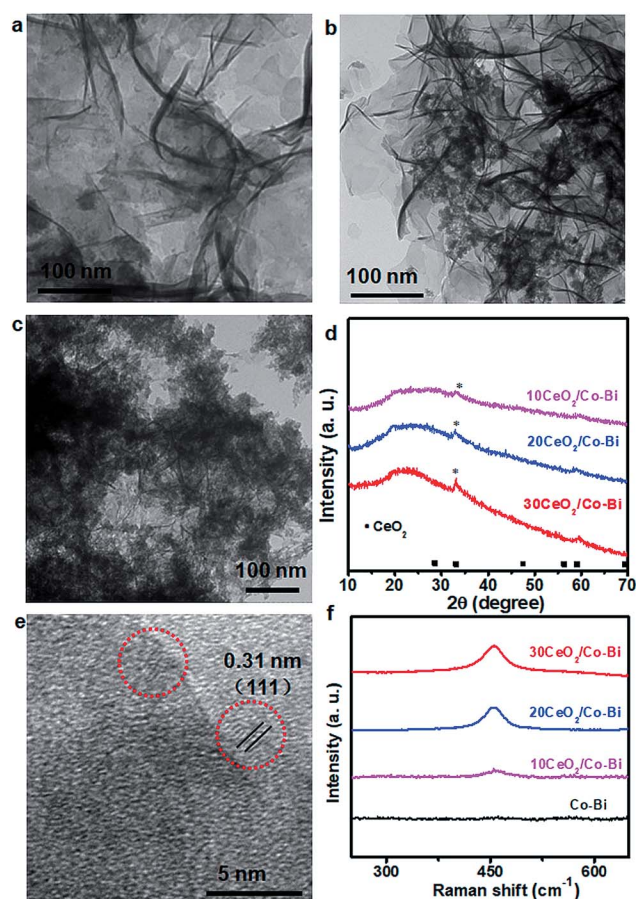 a
100 nm
b
100 nm
c
100 nm
d
Intensity (a. u.)
*
10CeO₂/Co-Bi
*
20CeO₂/Co-Bi
*
30CeO₂/Co-Bi
▪ CeO₂
10 20 30 40 50 60 70
2θ (degree)
e
0.31 nm
(111)
5 nm
f
Intensity (a. u.)
30CeO₂/Co-Bi
20CeO₂/Co-Bi
10CeO₂/Co-Bi
Co-Bi
300 450 600
Raman shift (cm⁻¹)